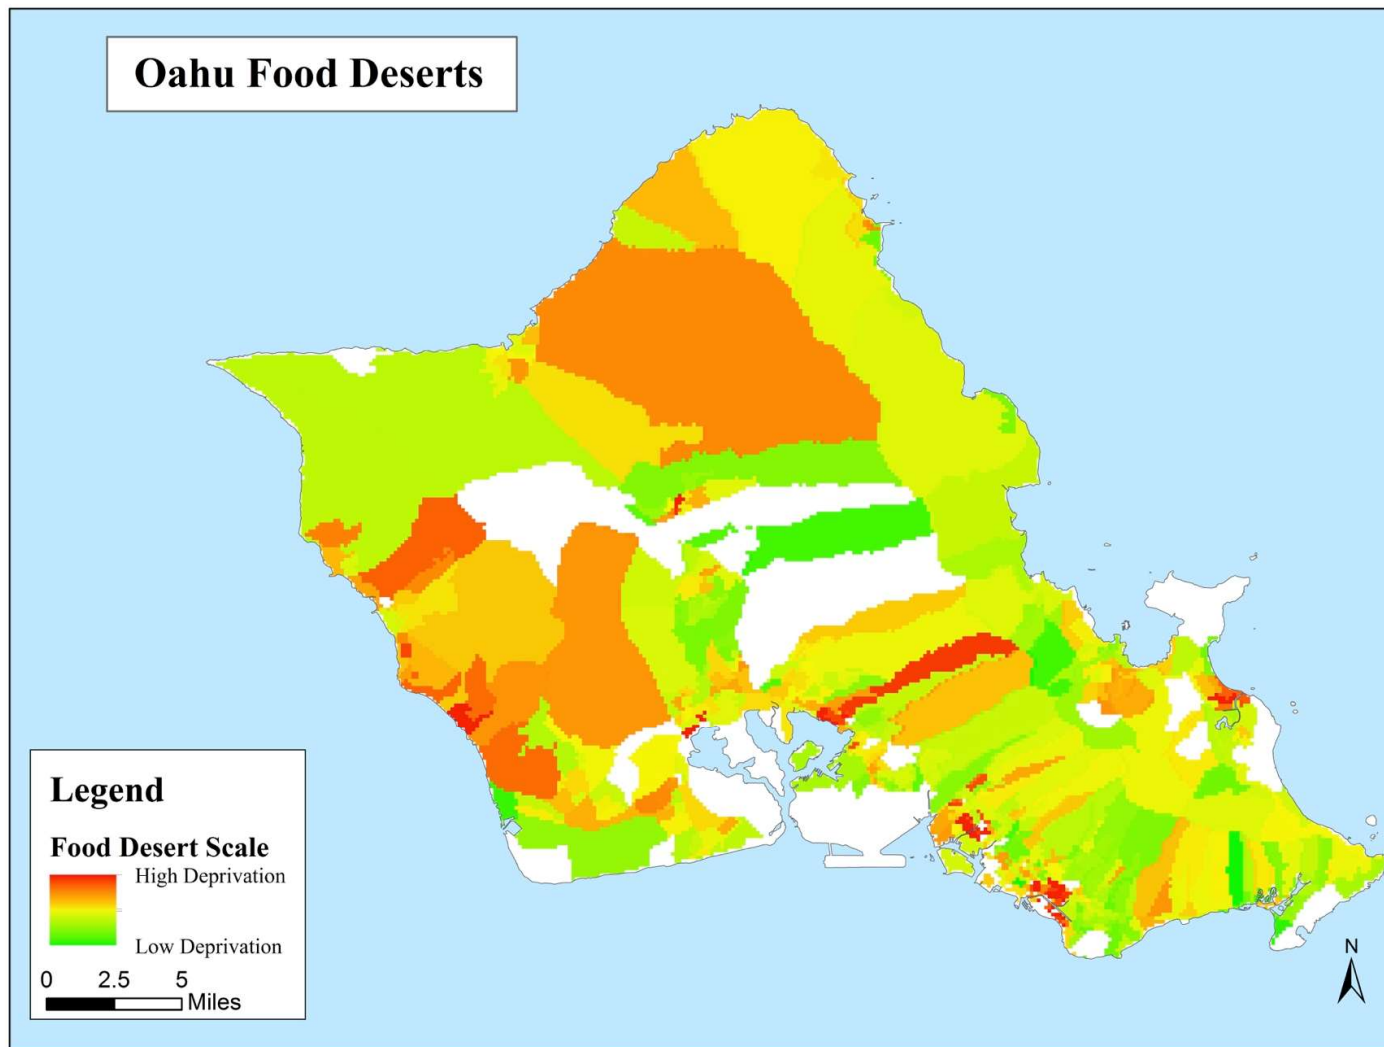 Oahu Food Deserts
Legend
Food Desert Scale
High Deprivation
Low Deprivation
0 2.5 5
Miles
N